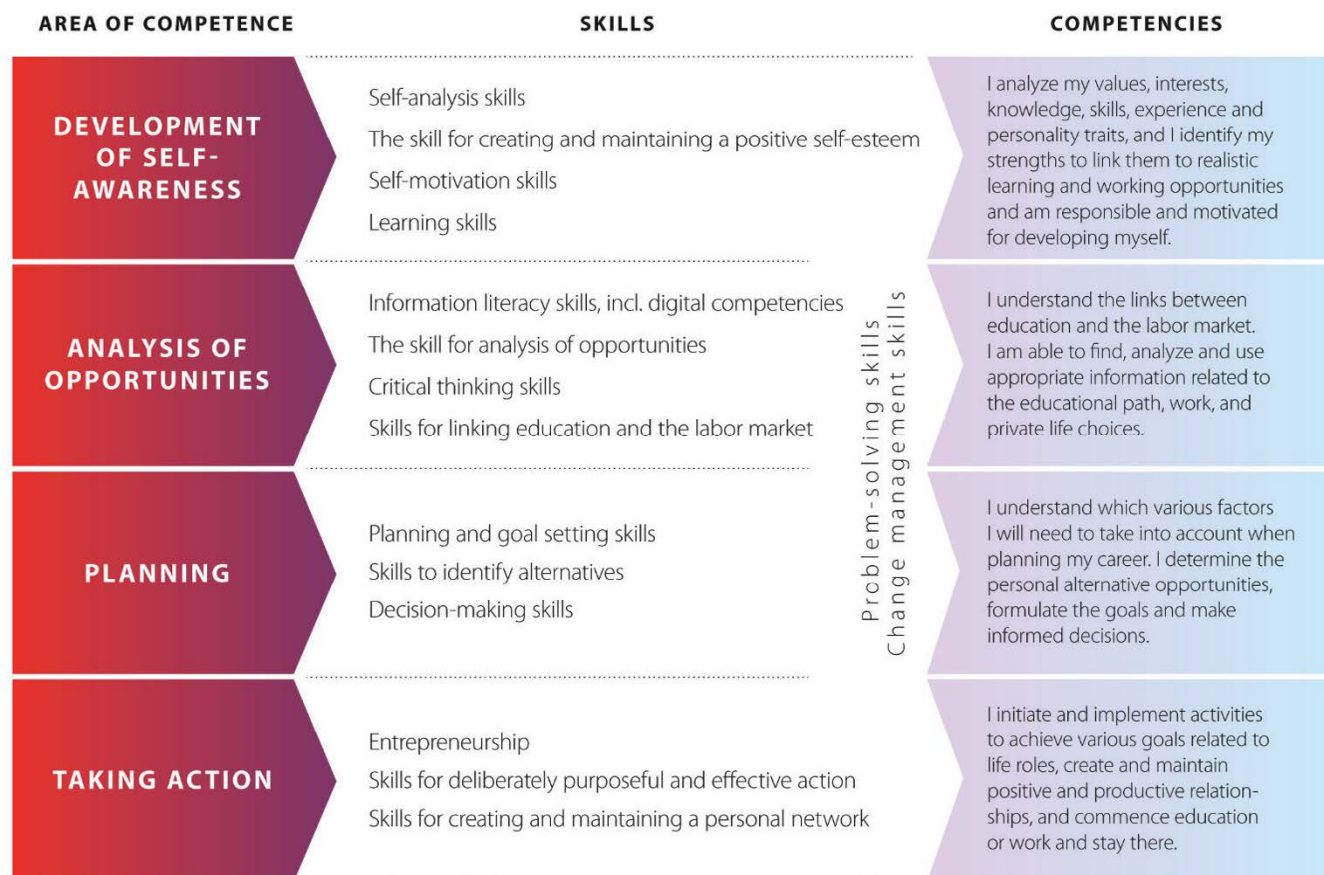 AREA OF COMPETENCE
SKILLS
COMPETENCIES
DEVELOPMENT
OF SELF-
AWARENESS
Self-analysis skills
The skill for creating and maintaining a positive self-esteem
Self-motivation skills
Learning skills
I analyze my values, interests,
knowledge, skills, experience and
personality traits, and I identify my
strengths to link them to realistic
learning and working opportunities
and am responsible and motivated
for developing myself.
ANALYSIS OF
OPPORTUNITIES
Information literacy skills, incl. digital competencies
The skill for analysis of opportunities
Critical thinking skills
Skills for linking education and the labor market
I understand the links between
education and the labor market.
I am able to find, analyze and use
appropriate information related to
the educational path, work, and
private life choices.
PLANNING
Planning and goal setting skills
Skills to identify alternatives
Decision-making skills
I understand which various factors
I will need to take into account when
planning my career. I determine the
personal alternative opportunities,
formulate the goals and make
informed decisions.
TAKING ACTION
Entrepreneurship
Skills for deliberately purposeful and effective action
Skills for creating and maintaining a personal network
I initiate and implement activities
to achieve various goals related to
life roles, create and maintain
positive and productive relation-
ships, and commence education
or work and stay there.
Problem-solving skills
Change management skills